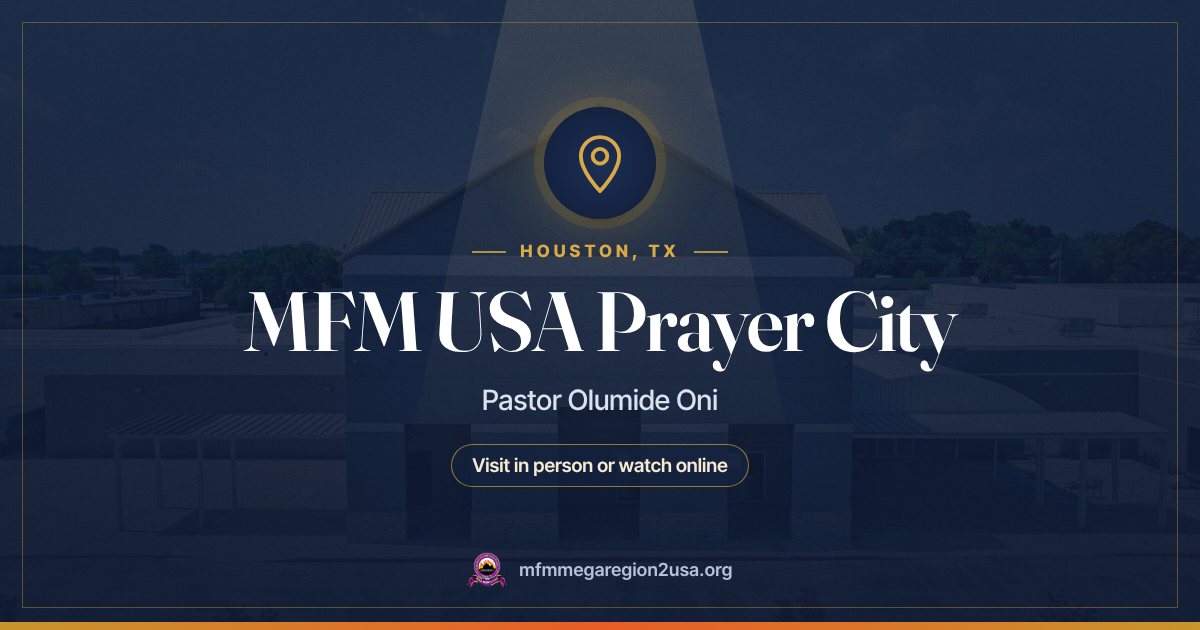 HOUSTON, TX
MFM USA Prayer City
Pastor Olumide Oni
Visit in person or watch online
mfmmegaregion2usa.org